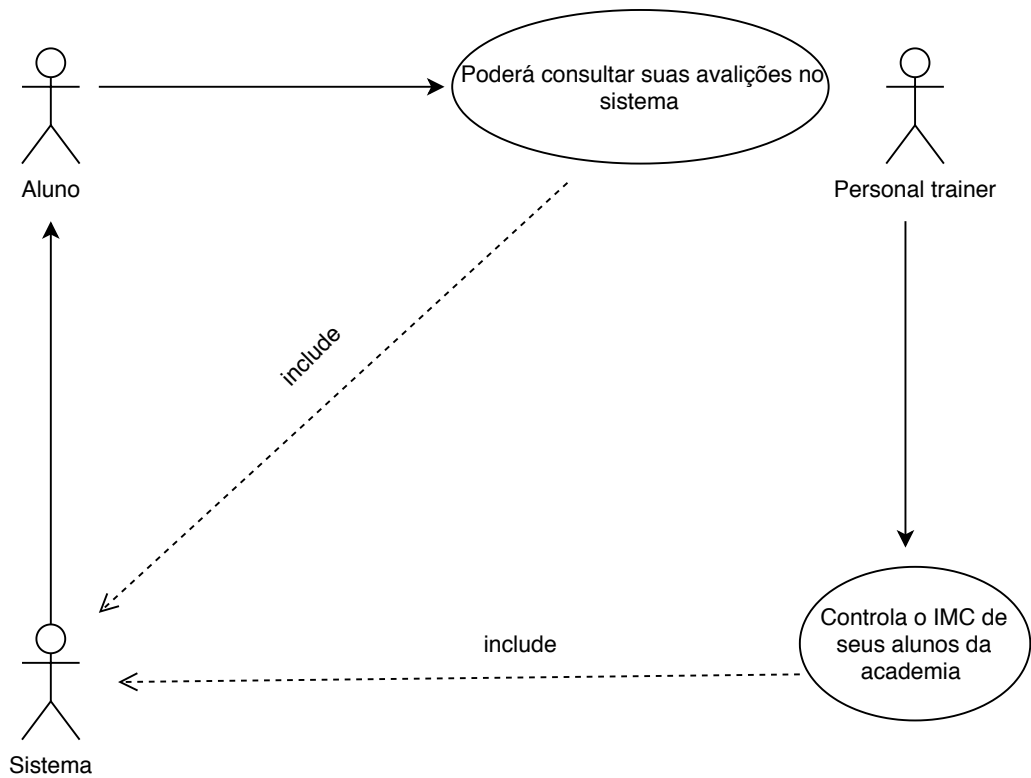 Poderá consultar suas avalições no
sistema
Aluno
Personal trainer
include
Controla o IMC de
seus alunos da
academia
include
Sistema